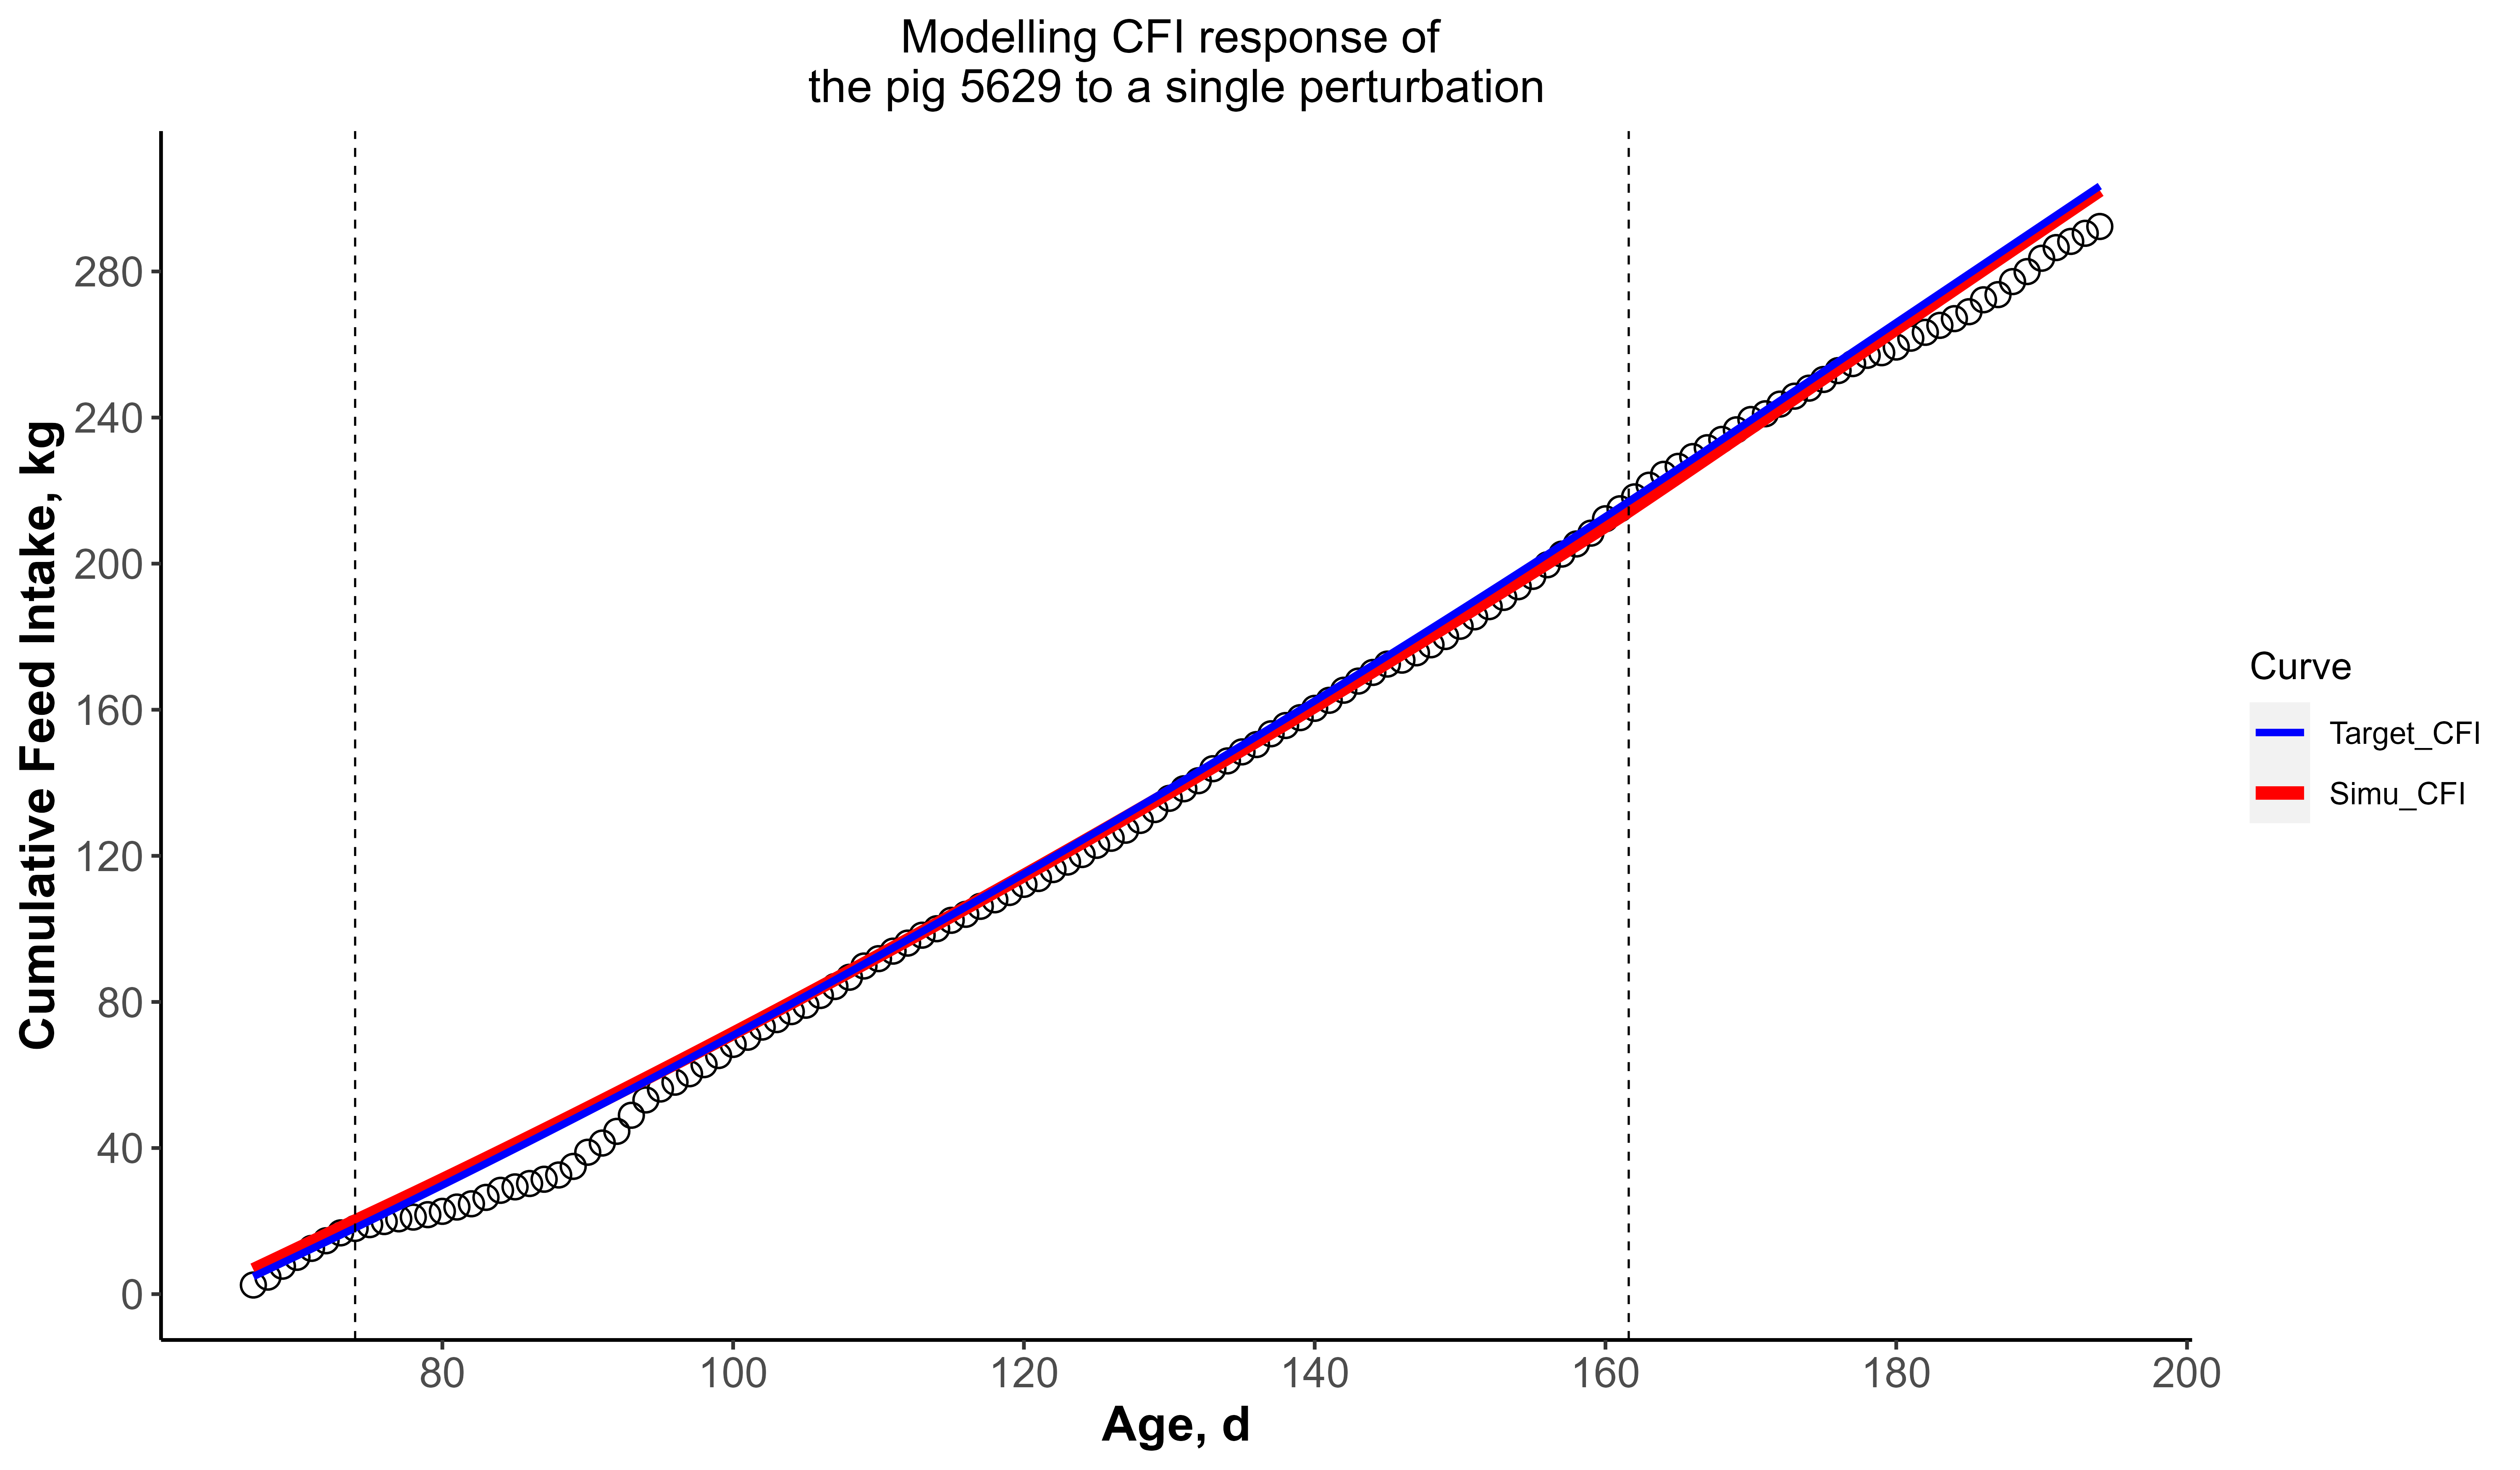 Modelling CFI response of
the pig 5629 to a single perturbation
Cumulative Feed Intake, kg
280
240
200
160
120
80
40
0
80 100 120 140 160 180 200
Age, d
Curve
Target_CFI
Simu_CFI